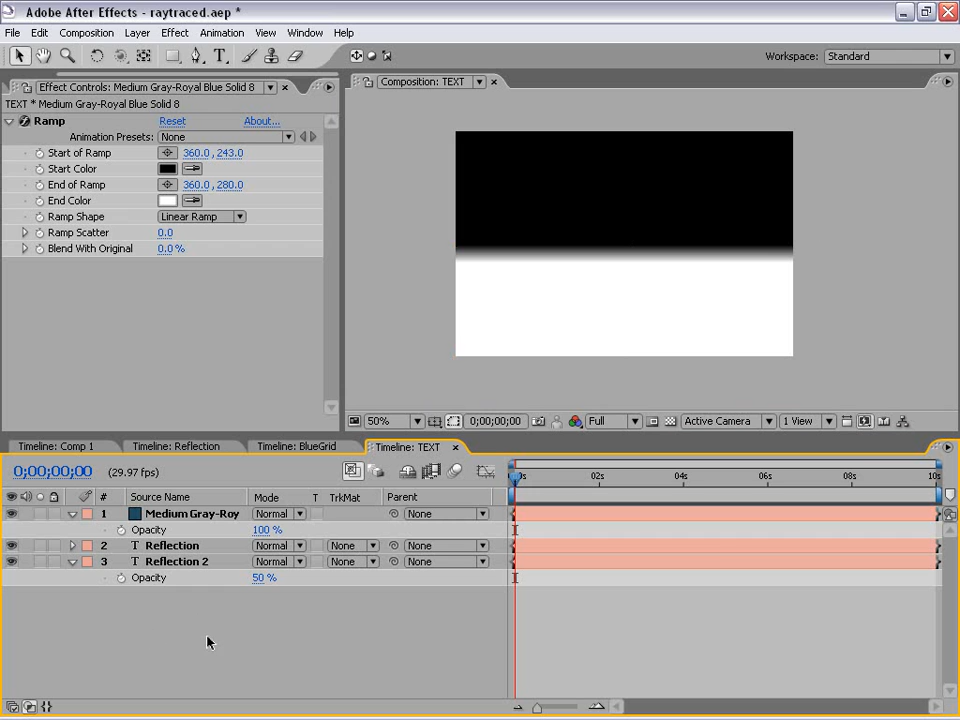 Adobe After Effects - raytraced.aep *
File Edit Composition Layer Effect Animation View Window Help
Workspace: Standard
Effect Controls: Medium Gray-Royal Blue Solid 8
Composition: TEXT
TEXT * Medium Gray-Royal Blue Solid 8
Ramp Reset About...
Animation Presets: None
Start of Ramp 360.0, 243.0
Start Color
End of Ramp 360.0, 280.0
End Color
Ramp Shape Linear Ramp
Ramp Scatter 0.0
Blend With Original 0.0 %
50% 0;00;00;00 Full Active Camera 1 View
Timeline: Comp 1 Timeline: Reflection Timeline: BlueGrid Timeline: TEXT
0;00;00;00 (29.97 fps)
02s 04s 06s 08s 10s
# Source Name Mode T TrkMat Parent
1 Medium Gray-Roy Normal None
Opacity 100 %
2 T Reflection Normal None None
3 T Reflection 2 Normal None None
Opacity 50 %